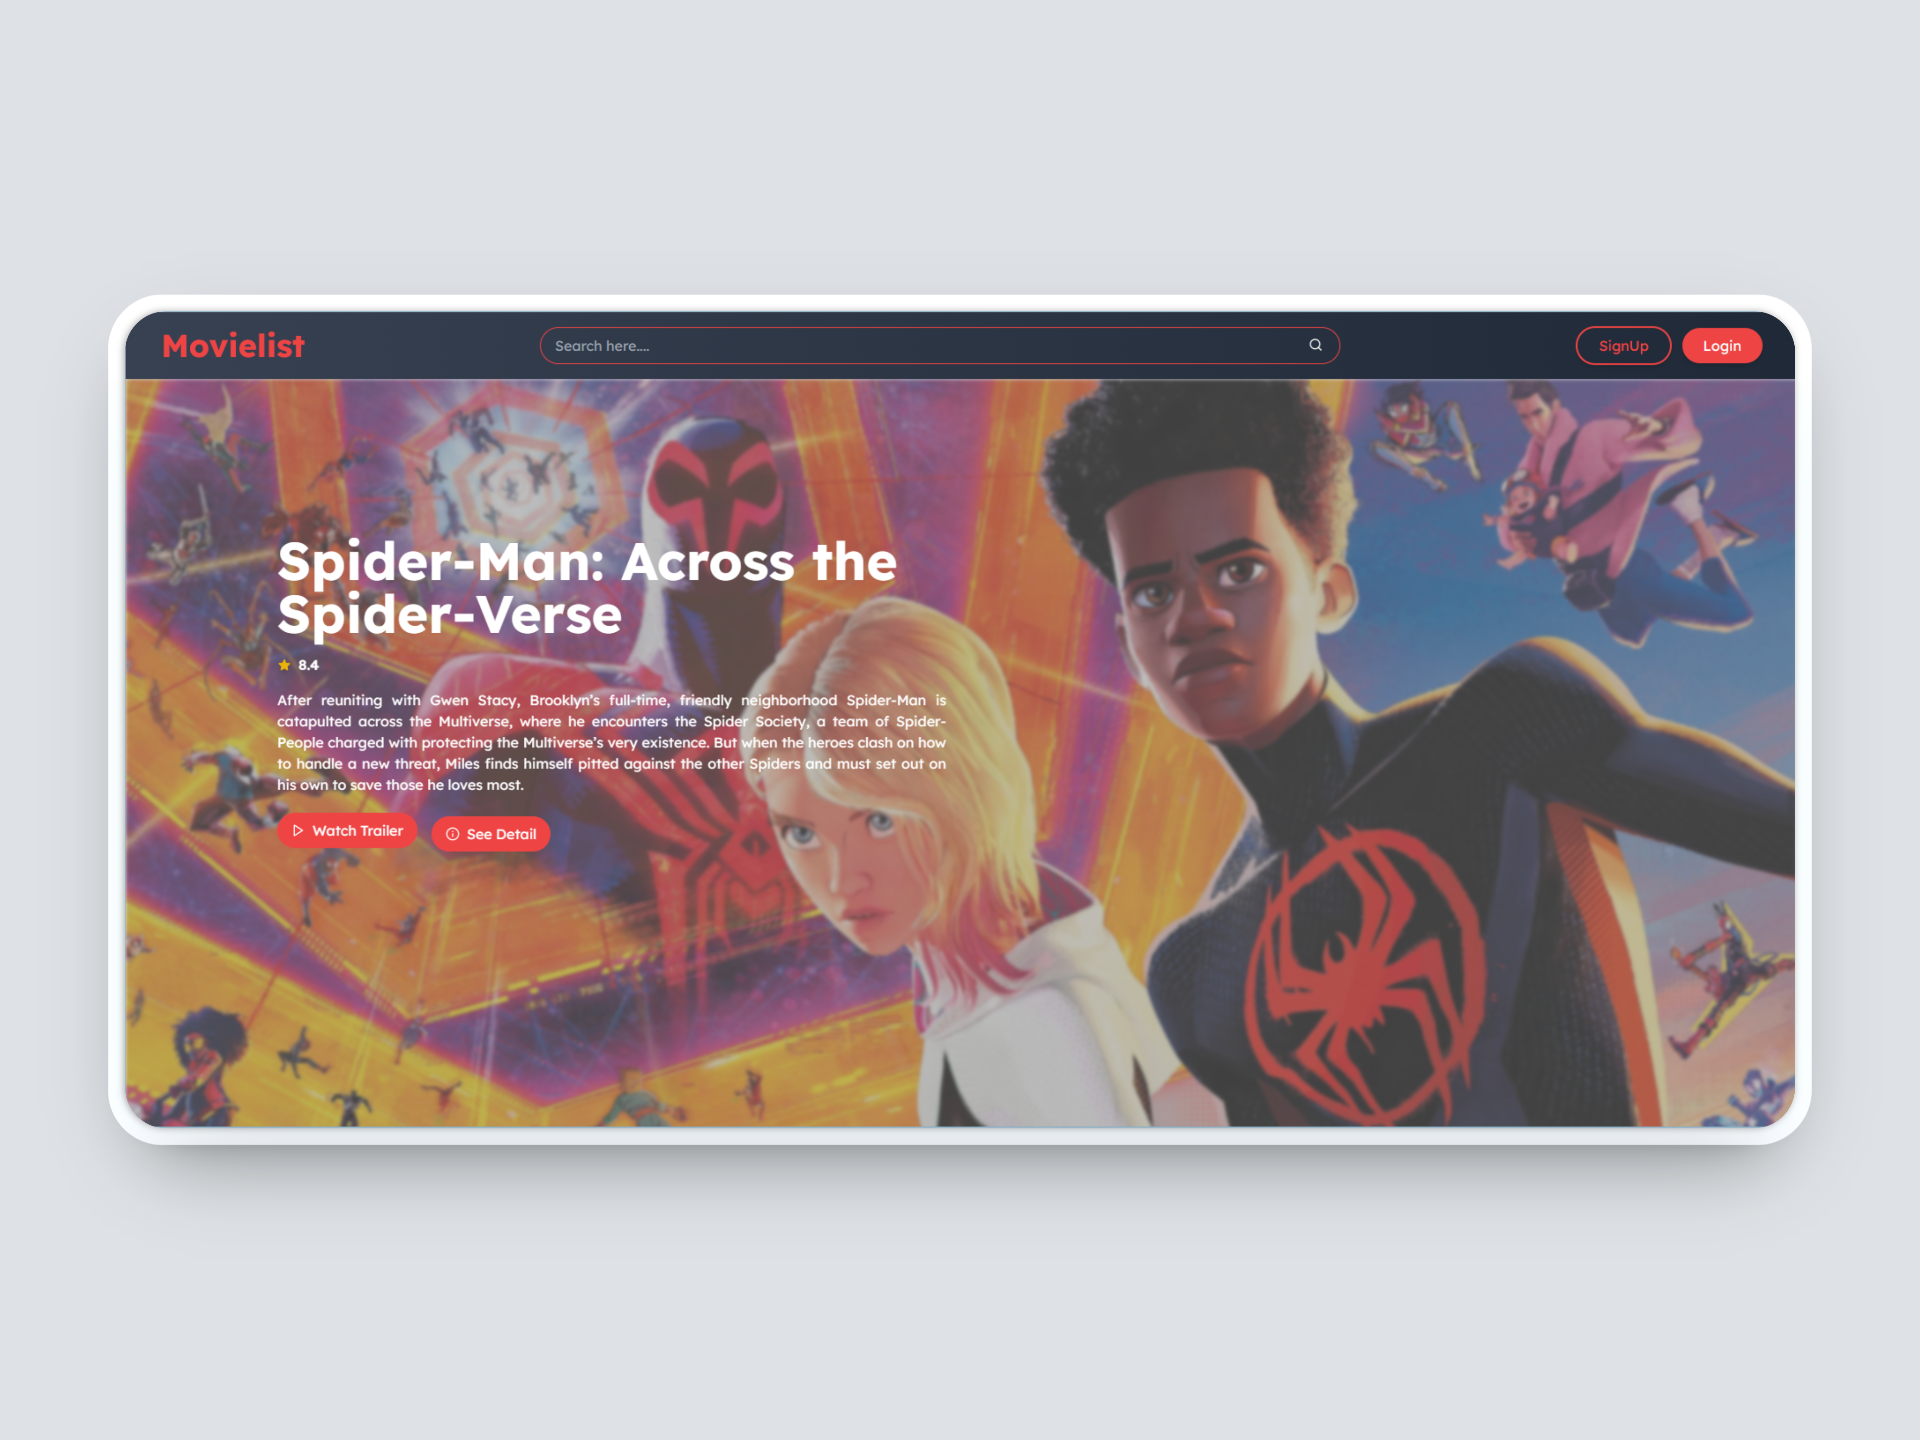 Movielist
Search here....
SignUp
Login
Spider-Man: Across the
Spider-Verse
8.4
After reuniting with Gwen Stacy, Brooklyn's full-time, friendly neighborhood Spider-Man is
catapulted across the Multiverse, where he encounters the Spider Society, a team of Spider-
People charged with protecting the Multiverse's very existence. But when the heroes clash on how
to handle a new threat, Miles finds himself pitted against the other Spiders and must set out on
his own to save those he loves most.
Watch Trailer
See Detail